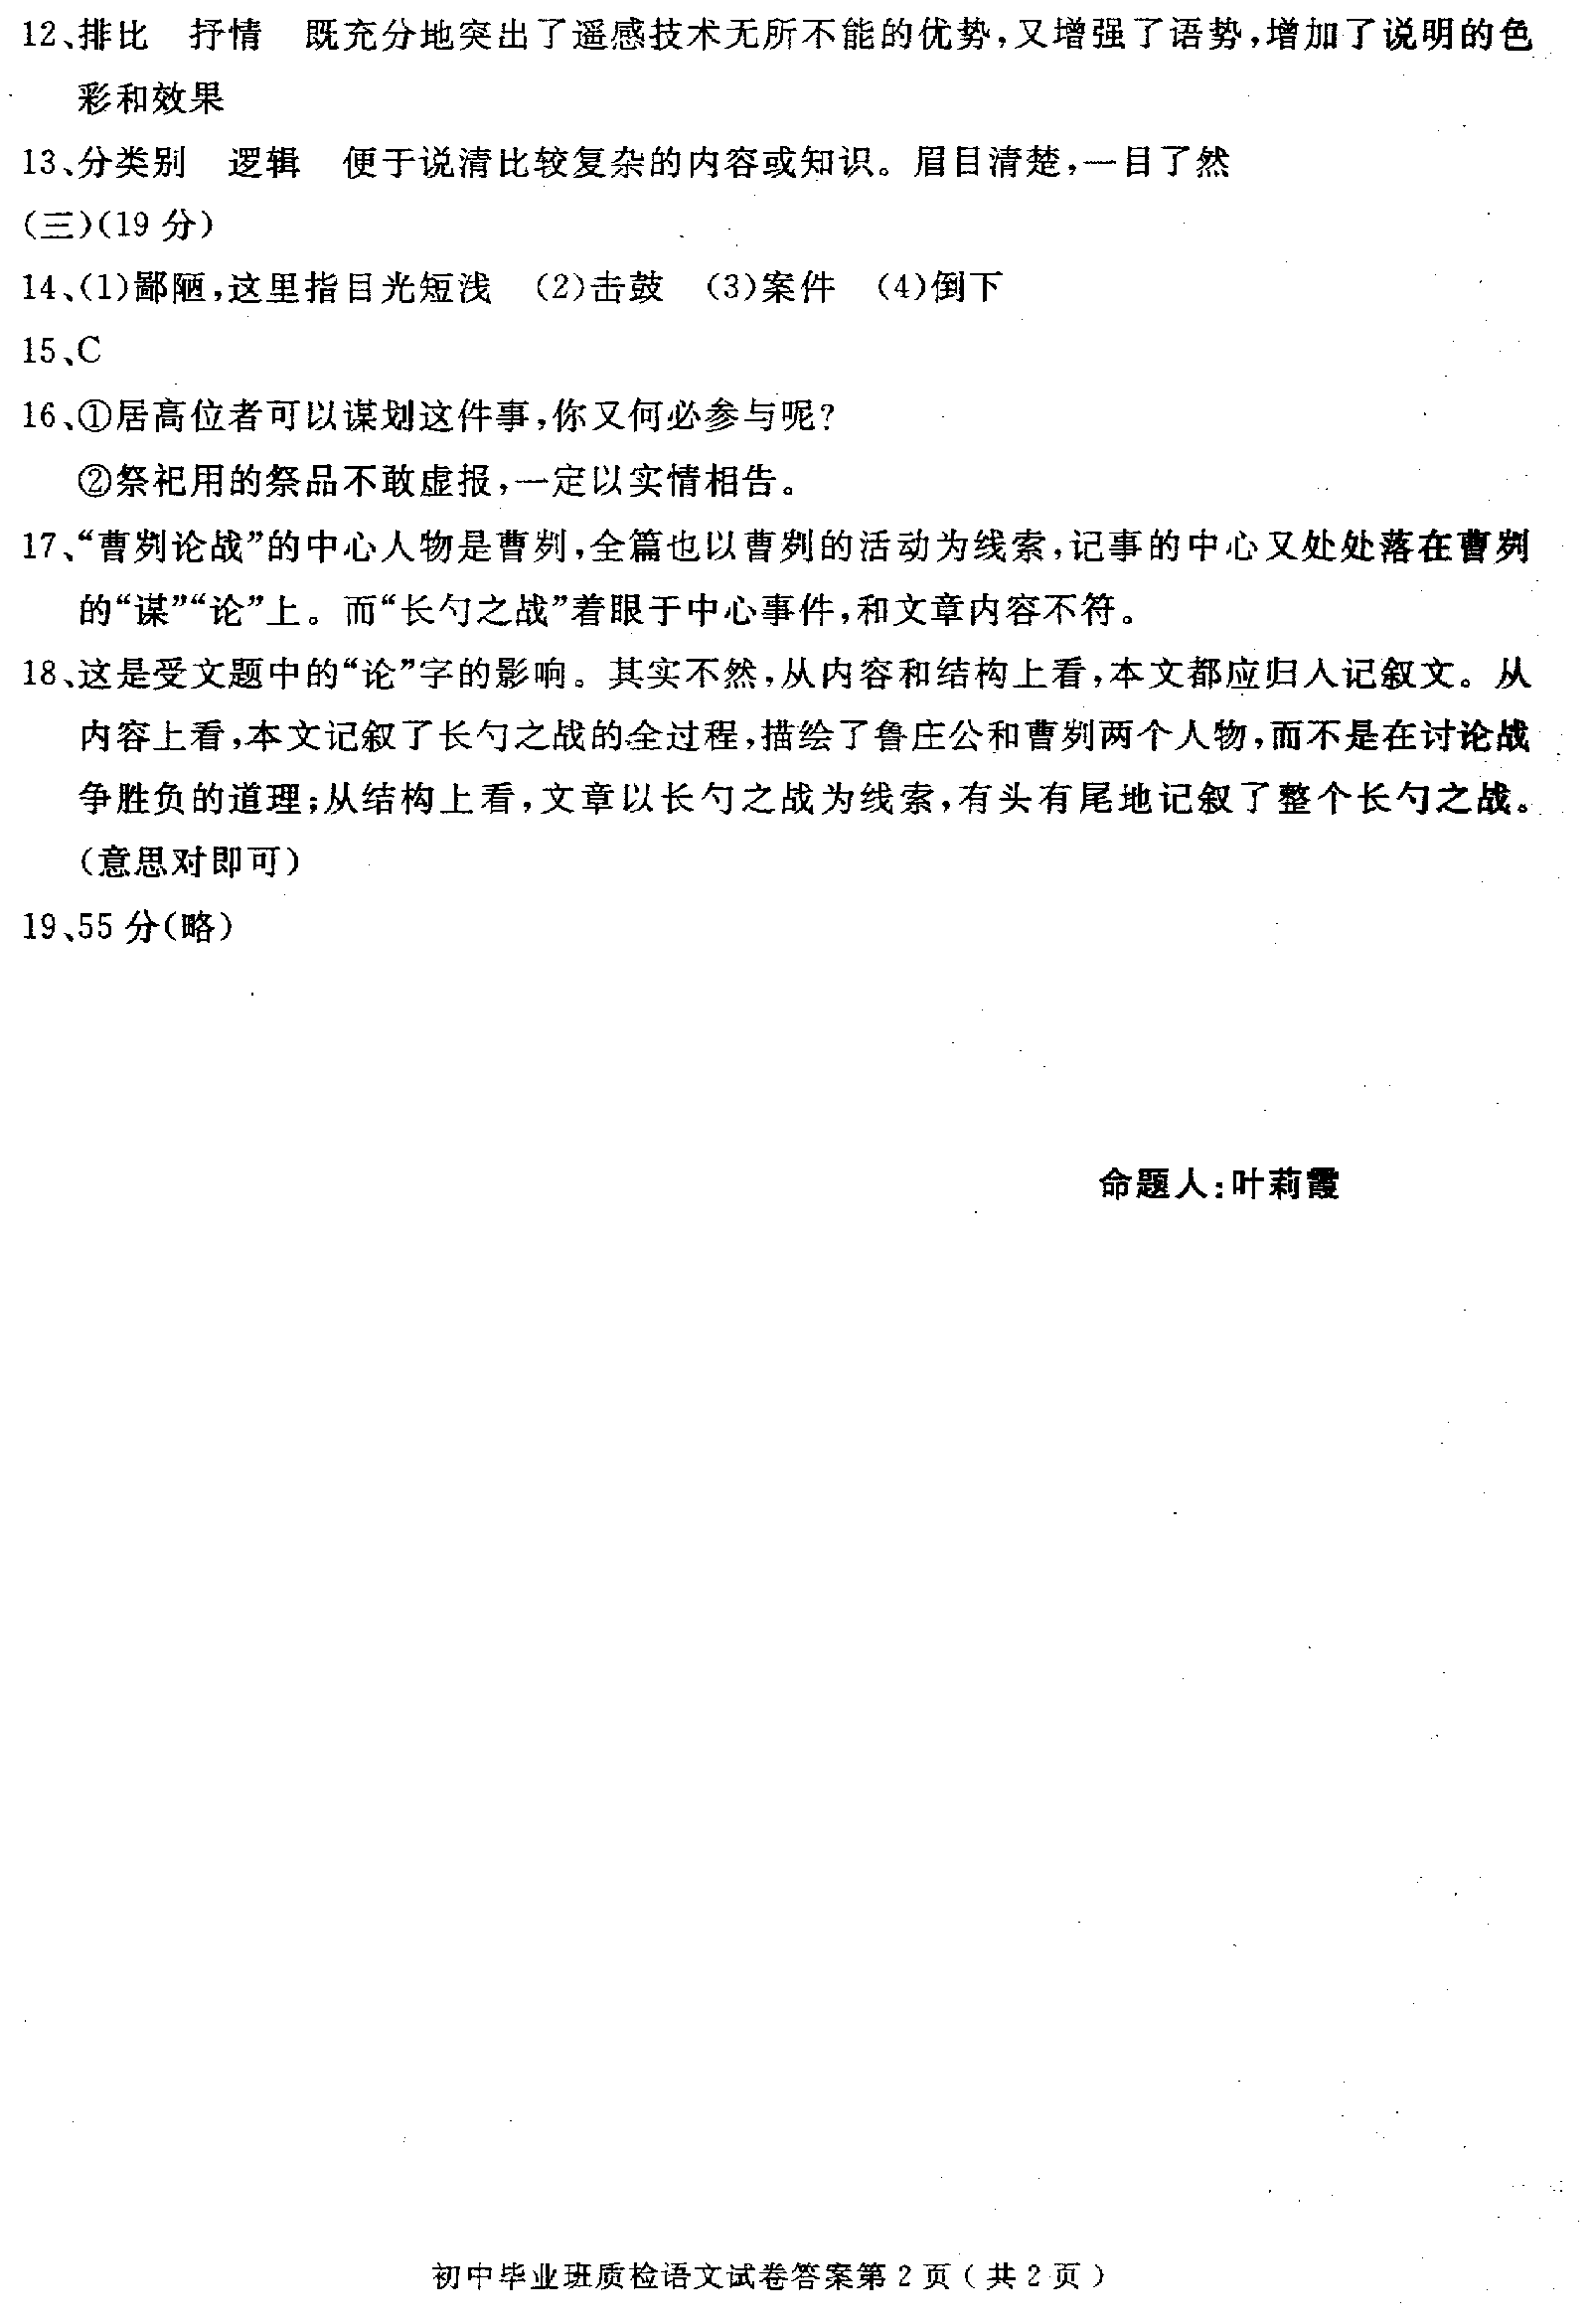 12、排比　抒情　既充分地突出了遥感技术无所不能的优势,又增强了语势,增加了说明的色
彩和效果
13、分类别　逻辑　便于说清比较复杂的内容或知识。眉目清楚,一目了然
(三)(19 分)
14、(1)鄙陋,这里指目光短浅　(2)击鼓　(3)案件　(4)倒下
15、C
16、①居高位者可以谋划这件事,你又何必参与呢?
②祭祀用的祭品不敢虚报,一定以实情相告。
17、“曹刿论战”的中心人物是曹刿,全篇也以曹刿的活动为线索,记事的中心又处处落在曹刿
的“谋”“论”上。而“长勺之战”着眼于中心事件,和文章内容不符。
18、这是受文题中的“论”字的影响。其实不然,从内容和结构上看,本文都应归人记叙文。从
内容上看,本文记叙了长勺之战的全过程,描绘了鲁庄公和曹刿两个人物,而不是在讨论战
争胜负的道理;从结构上看,文章以长勺之战为线索,有头有尾地记叙了整个长勺之战。
(意思对即可)
19、55 分(略)
命题人:叶莉霞
初中毕业班质检语文试卷答案第 2 页 ( 共 2 页 )